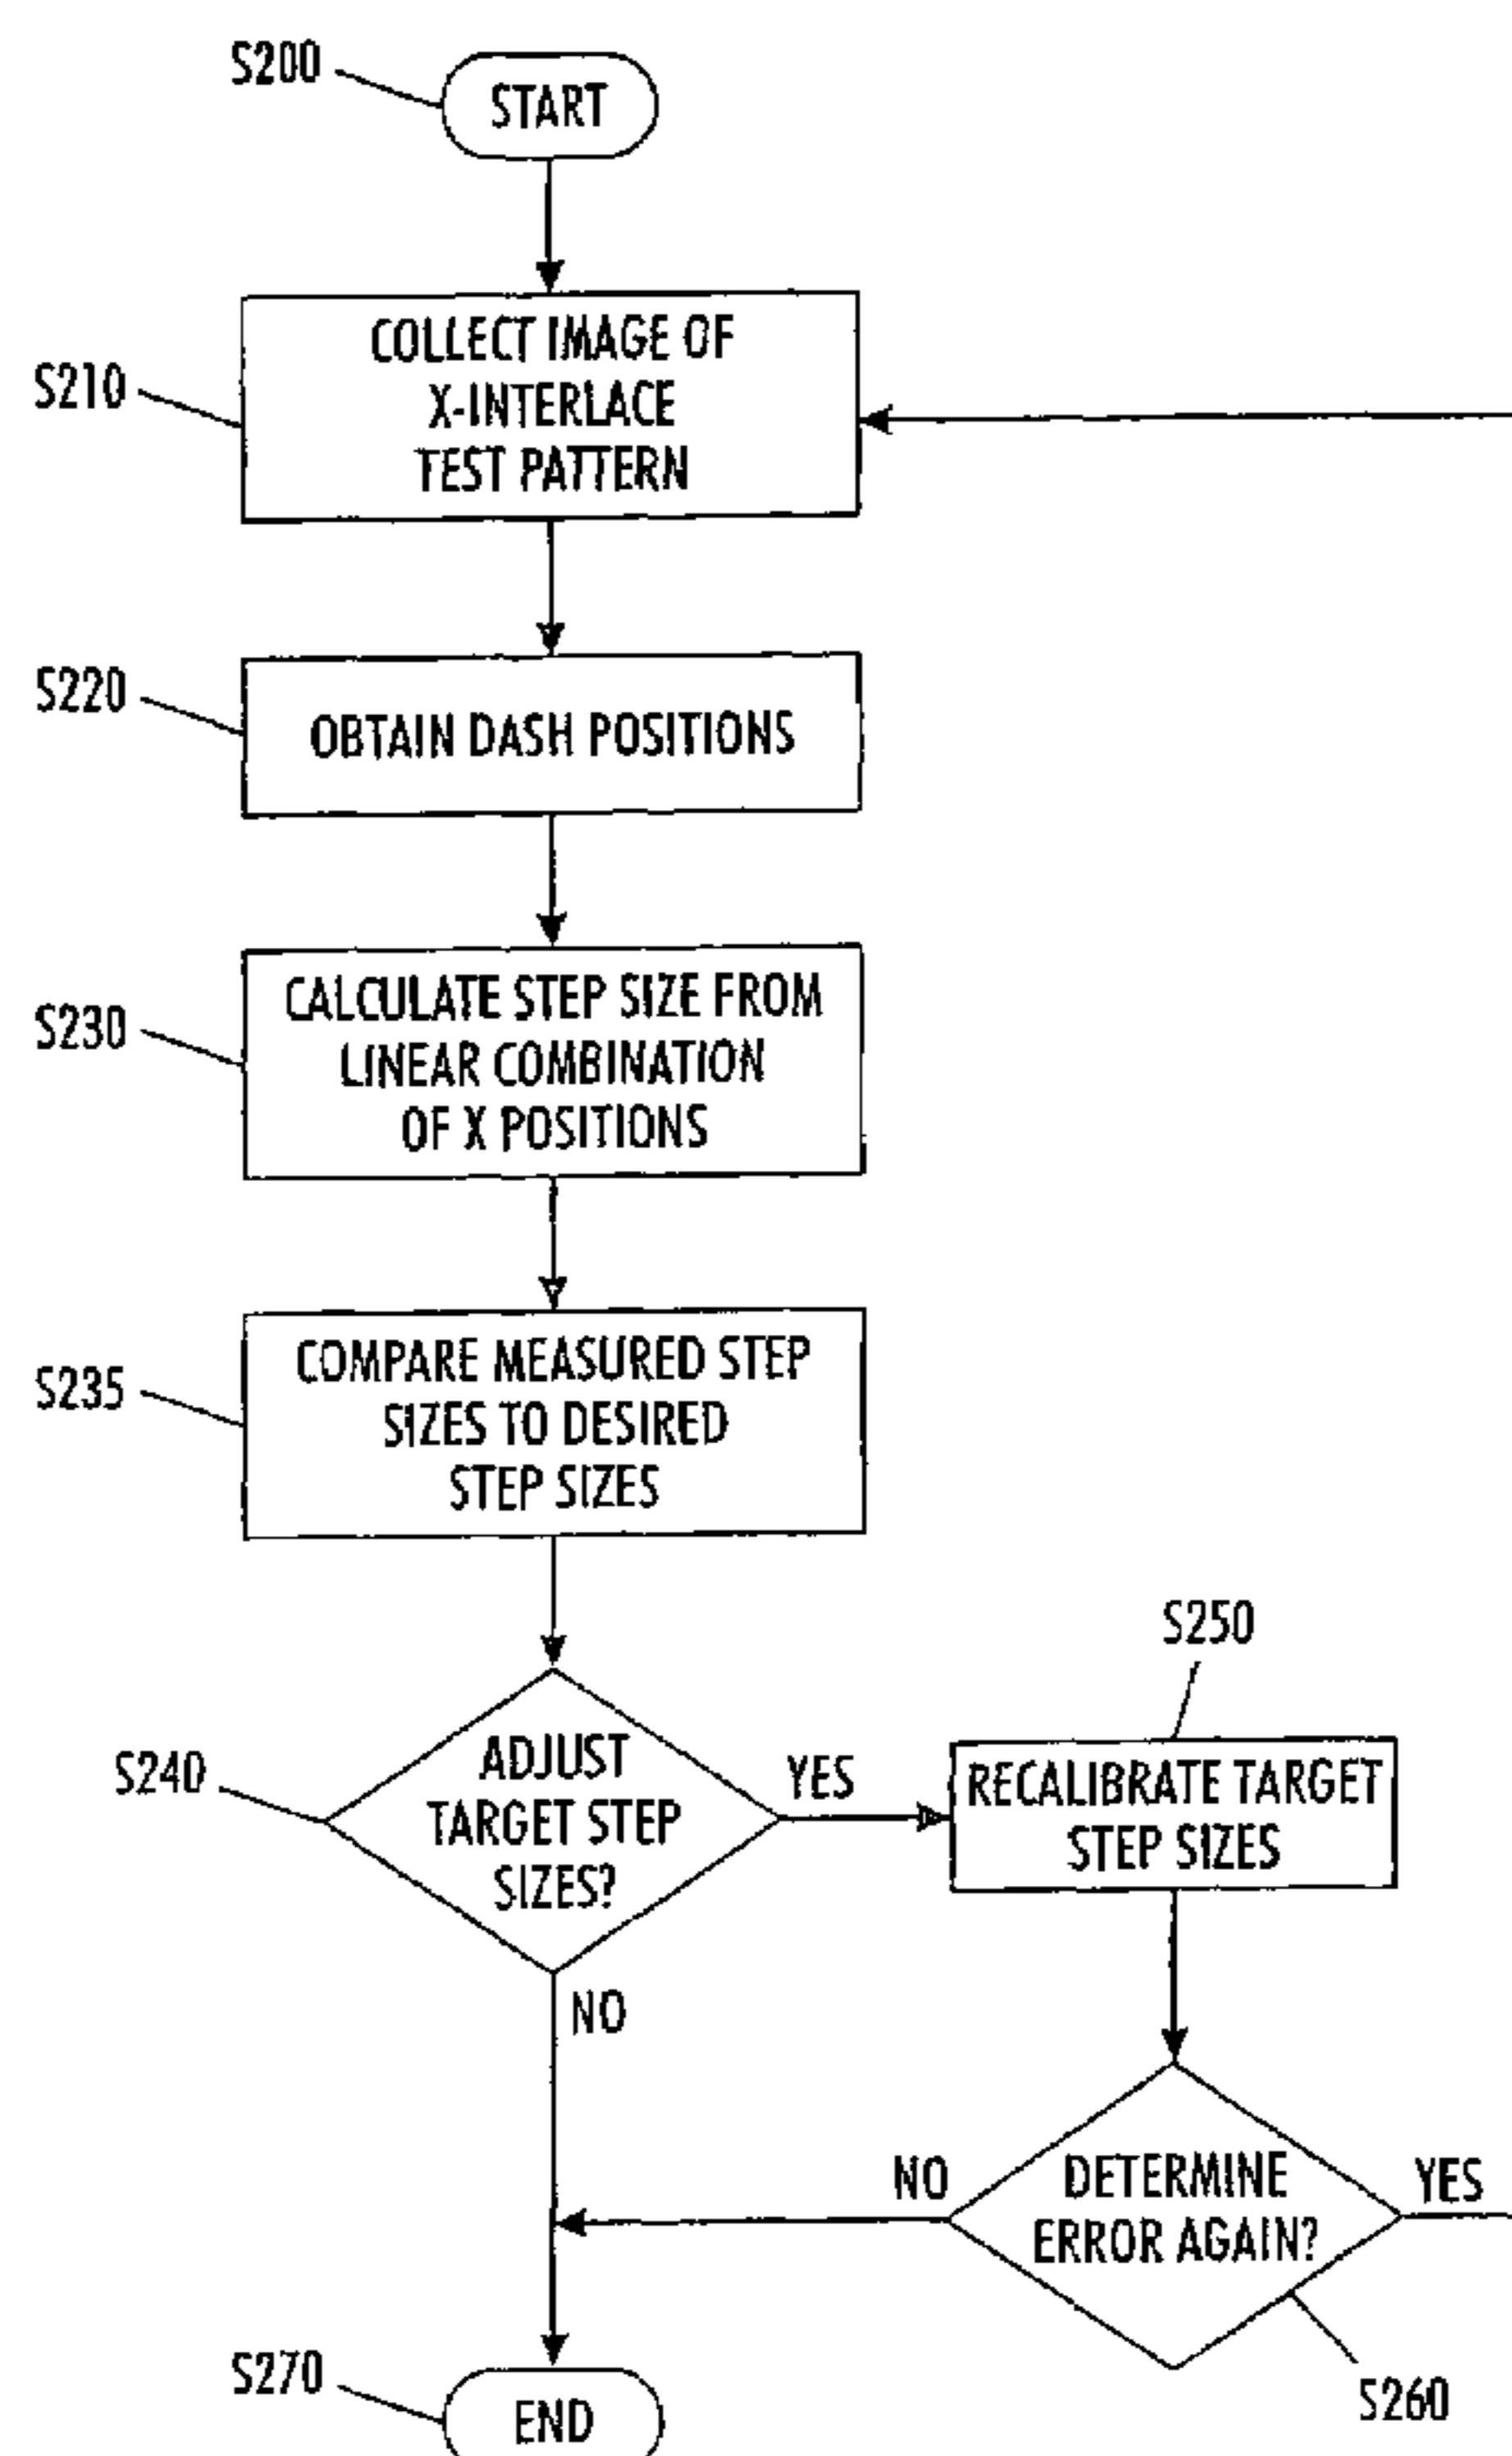 S200
START
S210
COLLECT IMAGE OF
X-INTERLACE
TEST PATTERN
S220
OBTAIN DASH POSITIONS
S230
CALCULATE STEP SIZE FROM
LINEAR COMBINATION
OF X POSITIONS
S235
COMPARE MEASURED STEP
SIZES TO DESIRED
STEP SIZES
S240
ADJUST
TARGET STEP
SIZES?
YES
S250
RECALIBRATE TARGET
STEP SIZES
NO
NO
DETERMINE
ERROR AGAIN?
YES
S260
S270
END